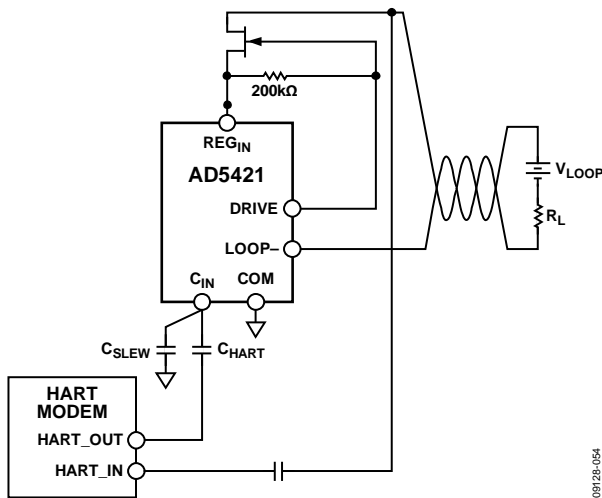 200kΩ
REGIN
AD5421
VLOOP
DRIVE
RL
LOOP–
CIN
COM
CSLEW
CHART
HART
MODEM
HART_OUT
HART_IN
09128-054